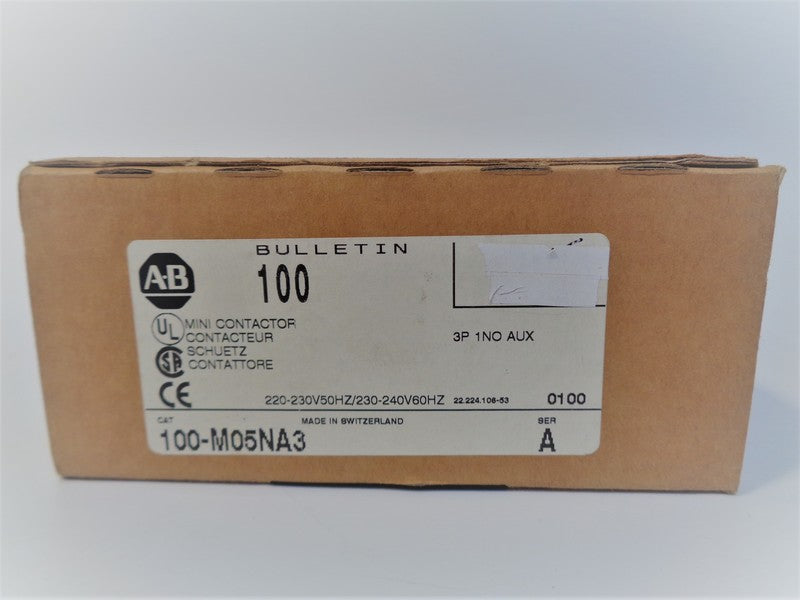 BULLETIN
A-B
100
UL
MINI CONTACTOR
CONTACTEUR
SCHUETZ
CONTATTORE
SA
3P 1NO AUX
CE
220-230V50HZ/230-240V60HZ 22.224.106-53 0100
CAT MADE IN SWITZERLAND SER
100-M05NA3 A